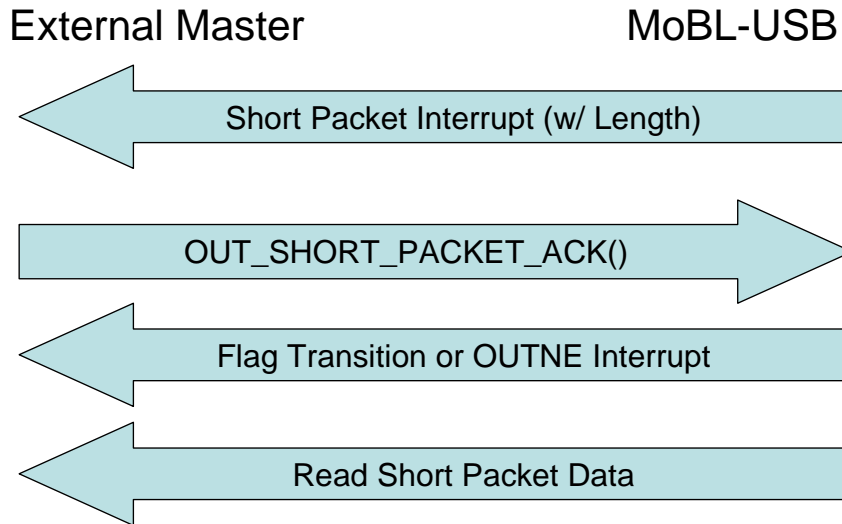 External Master MoBL-USB
Short Packet Interrupt (w/ Length)
OUT_SHORT_PACKET_ACK()
Flag Transition or OUTNE Interrupt
Read Short Packet Data